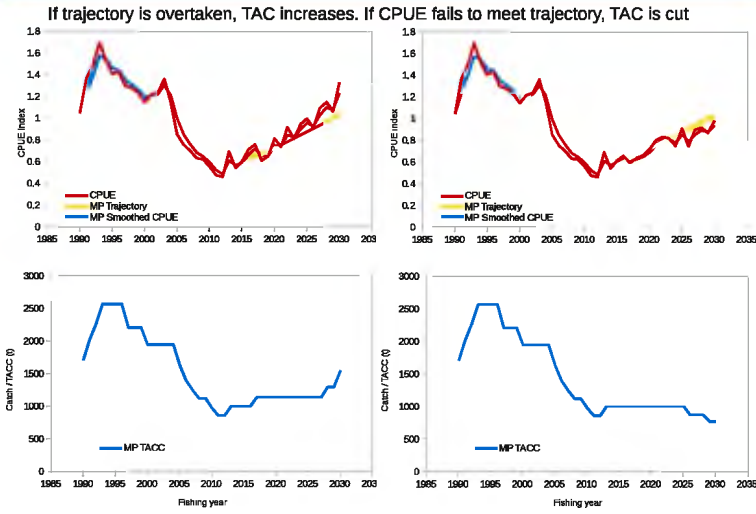 If trajectory is overtaken, TAC increases. If CPUE fails to meet trajectory, TAC is cut
1.8
1.6
1.4
1.2
1
0.8
0.6
0.4
0.2
0
CPUE index
CPUE
MP Trajectory
MP Smoothed CPUE
1985 1990 1995 2000 2005 2010 2015 2020 2025 2030 203
1.8
1.6
1.4
1.2
1
0.8
0.6
0.4
0.2
0
CPUE index
CPUE
MP Trajectory
MP Smoothed CPUE
1985 1990 1995 2000 2005 2010 2015 2020 2025 2030 2035
3000
2500
2000
1500
1000
500
0
Catch /TACC (t)
MP TACC
1985 1990 1995 2000 2005 2010 2015 2020 2025 2030 203
Fishing year
3000
2500
2000
1500
1000
500
0
Catch / TACC (t)
MP TACC
1985 1990 1995 2000 2005 2010 2015 2020 2025 2030 2035
Fishing year